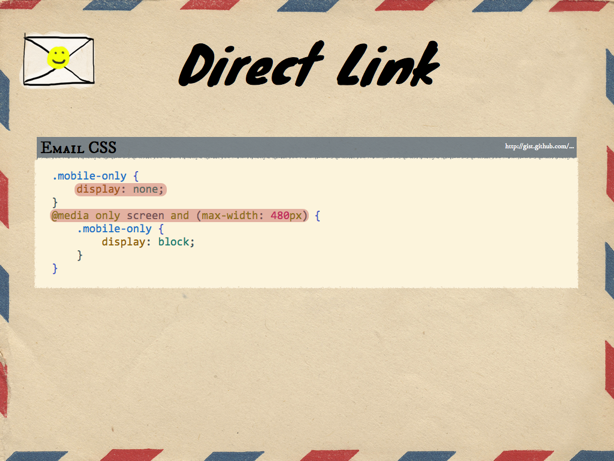 Direct Link
Email CSS
http://gist.github.com/...
.mobile-only {
    display: none;
}
@media only screen and (max-width: 480px) {
    .mobile-only {
        display: block;
    }
}